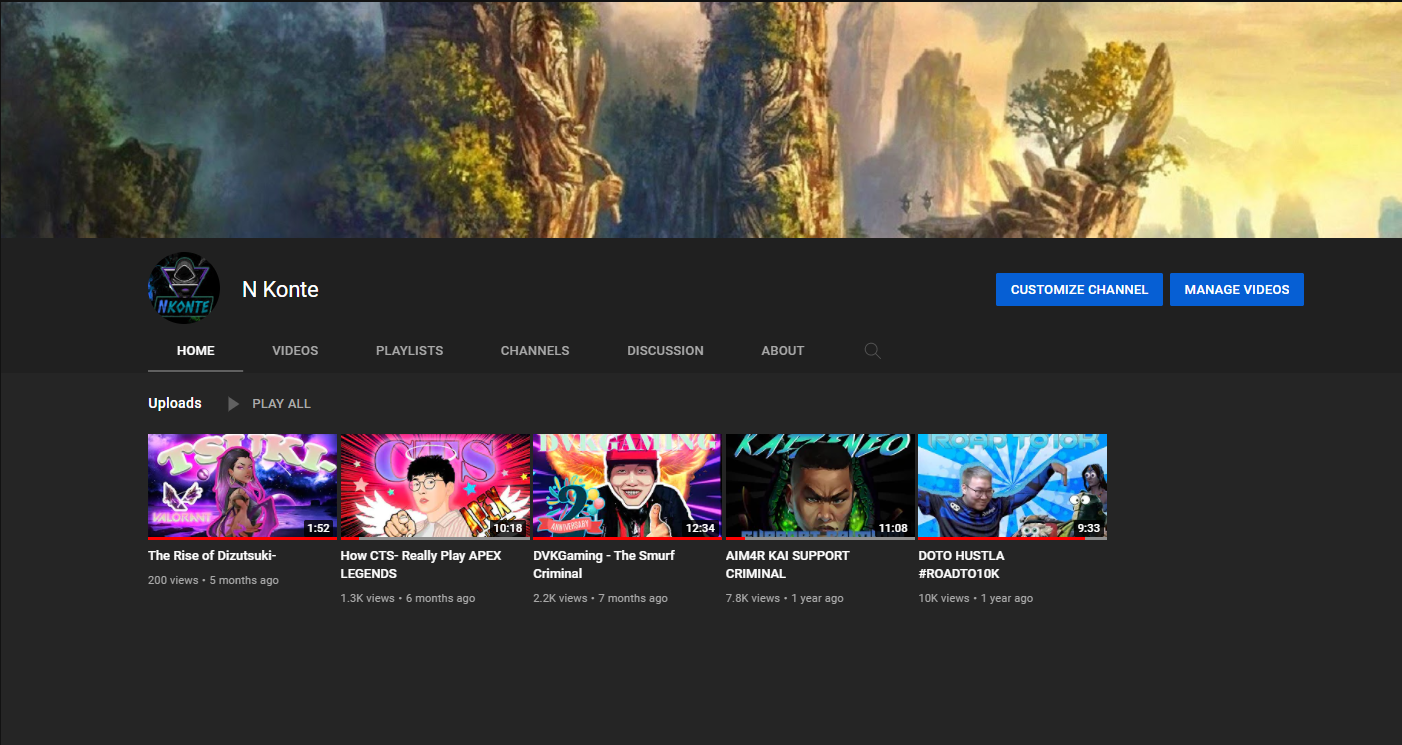 NKONTE
N Konte
CUSTOMIZE CHANNEL
MANAGE VIDEOS
HOME
VIDEOS
PLAYLISTS
CHANNELS
DISCUSSION
ABOUT
Uploads
PLAY ALL
TSUKI
VALORANT
1:52
CTS
APEX
10:18
DVKGAMING
9
ANNIVERSARY
12:34
KAEZNEO
11:08
ROAD TO 10K
9:33
The Rise of Dizutsuki-
200 views • 5 months ago
How CTS- Really Play APEX
LEGENDS
1.3K views • 6 months ago
DVKGaming - The Smurf
Criminal
2.2K views • 7 months ago
AIM4R KAI SUPPORT
CRIMINAL
7.8K views • 1 year ago
DOTO HUSTLA
#ROADTO10K
10K views • 1 year ago